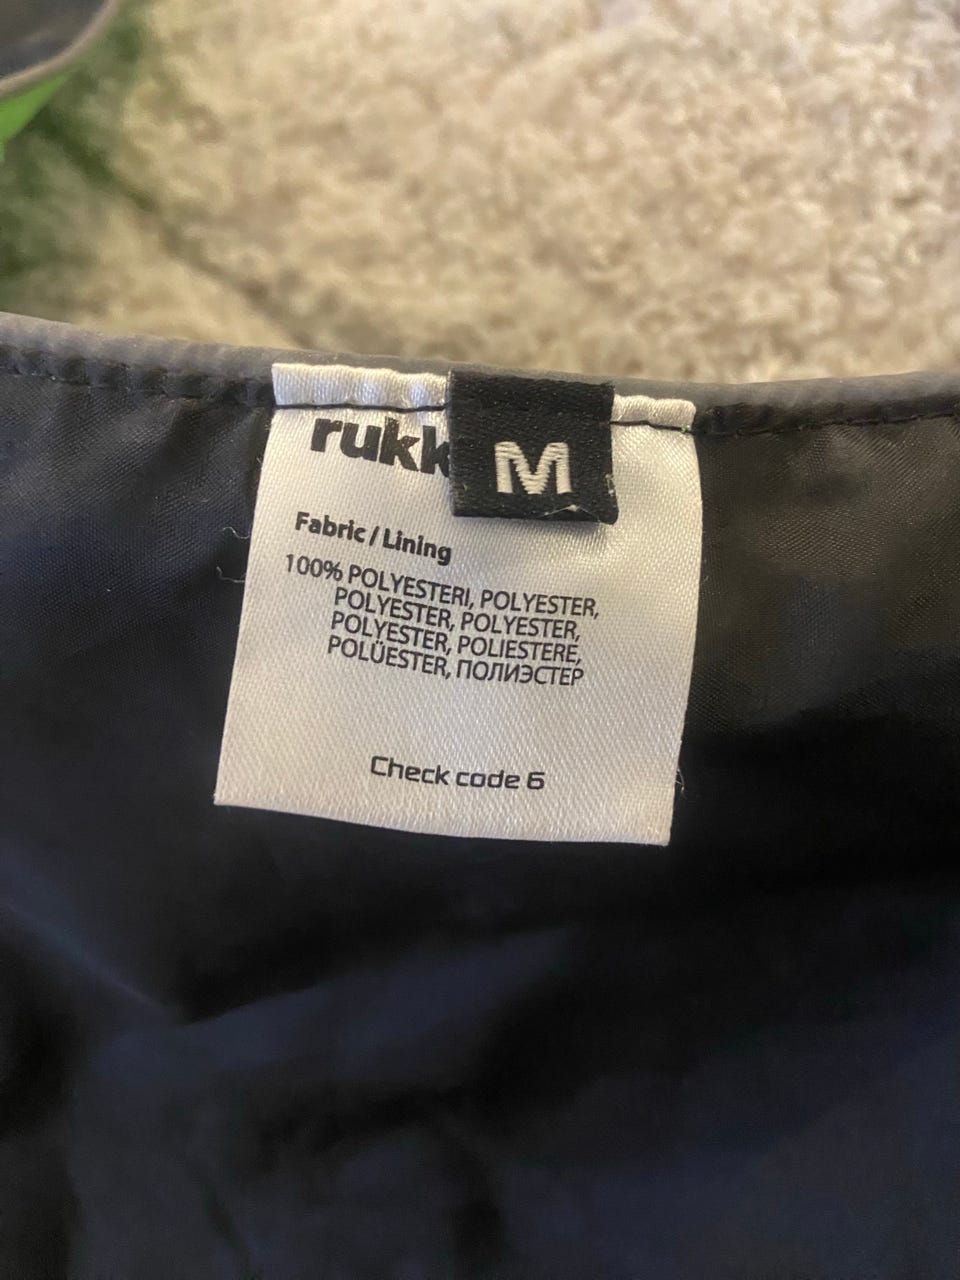 rukk
M
Fabric / Lining
100% POLYESTERI, POLYESTER,
POLYESTER, POLYESTER,
POLYESTER, POLIESTERE,
POLÜESTER, ПОЛИЭСТЕР
Check code 6